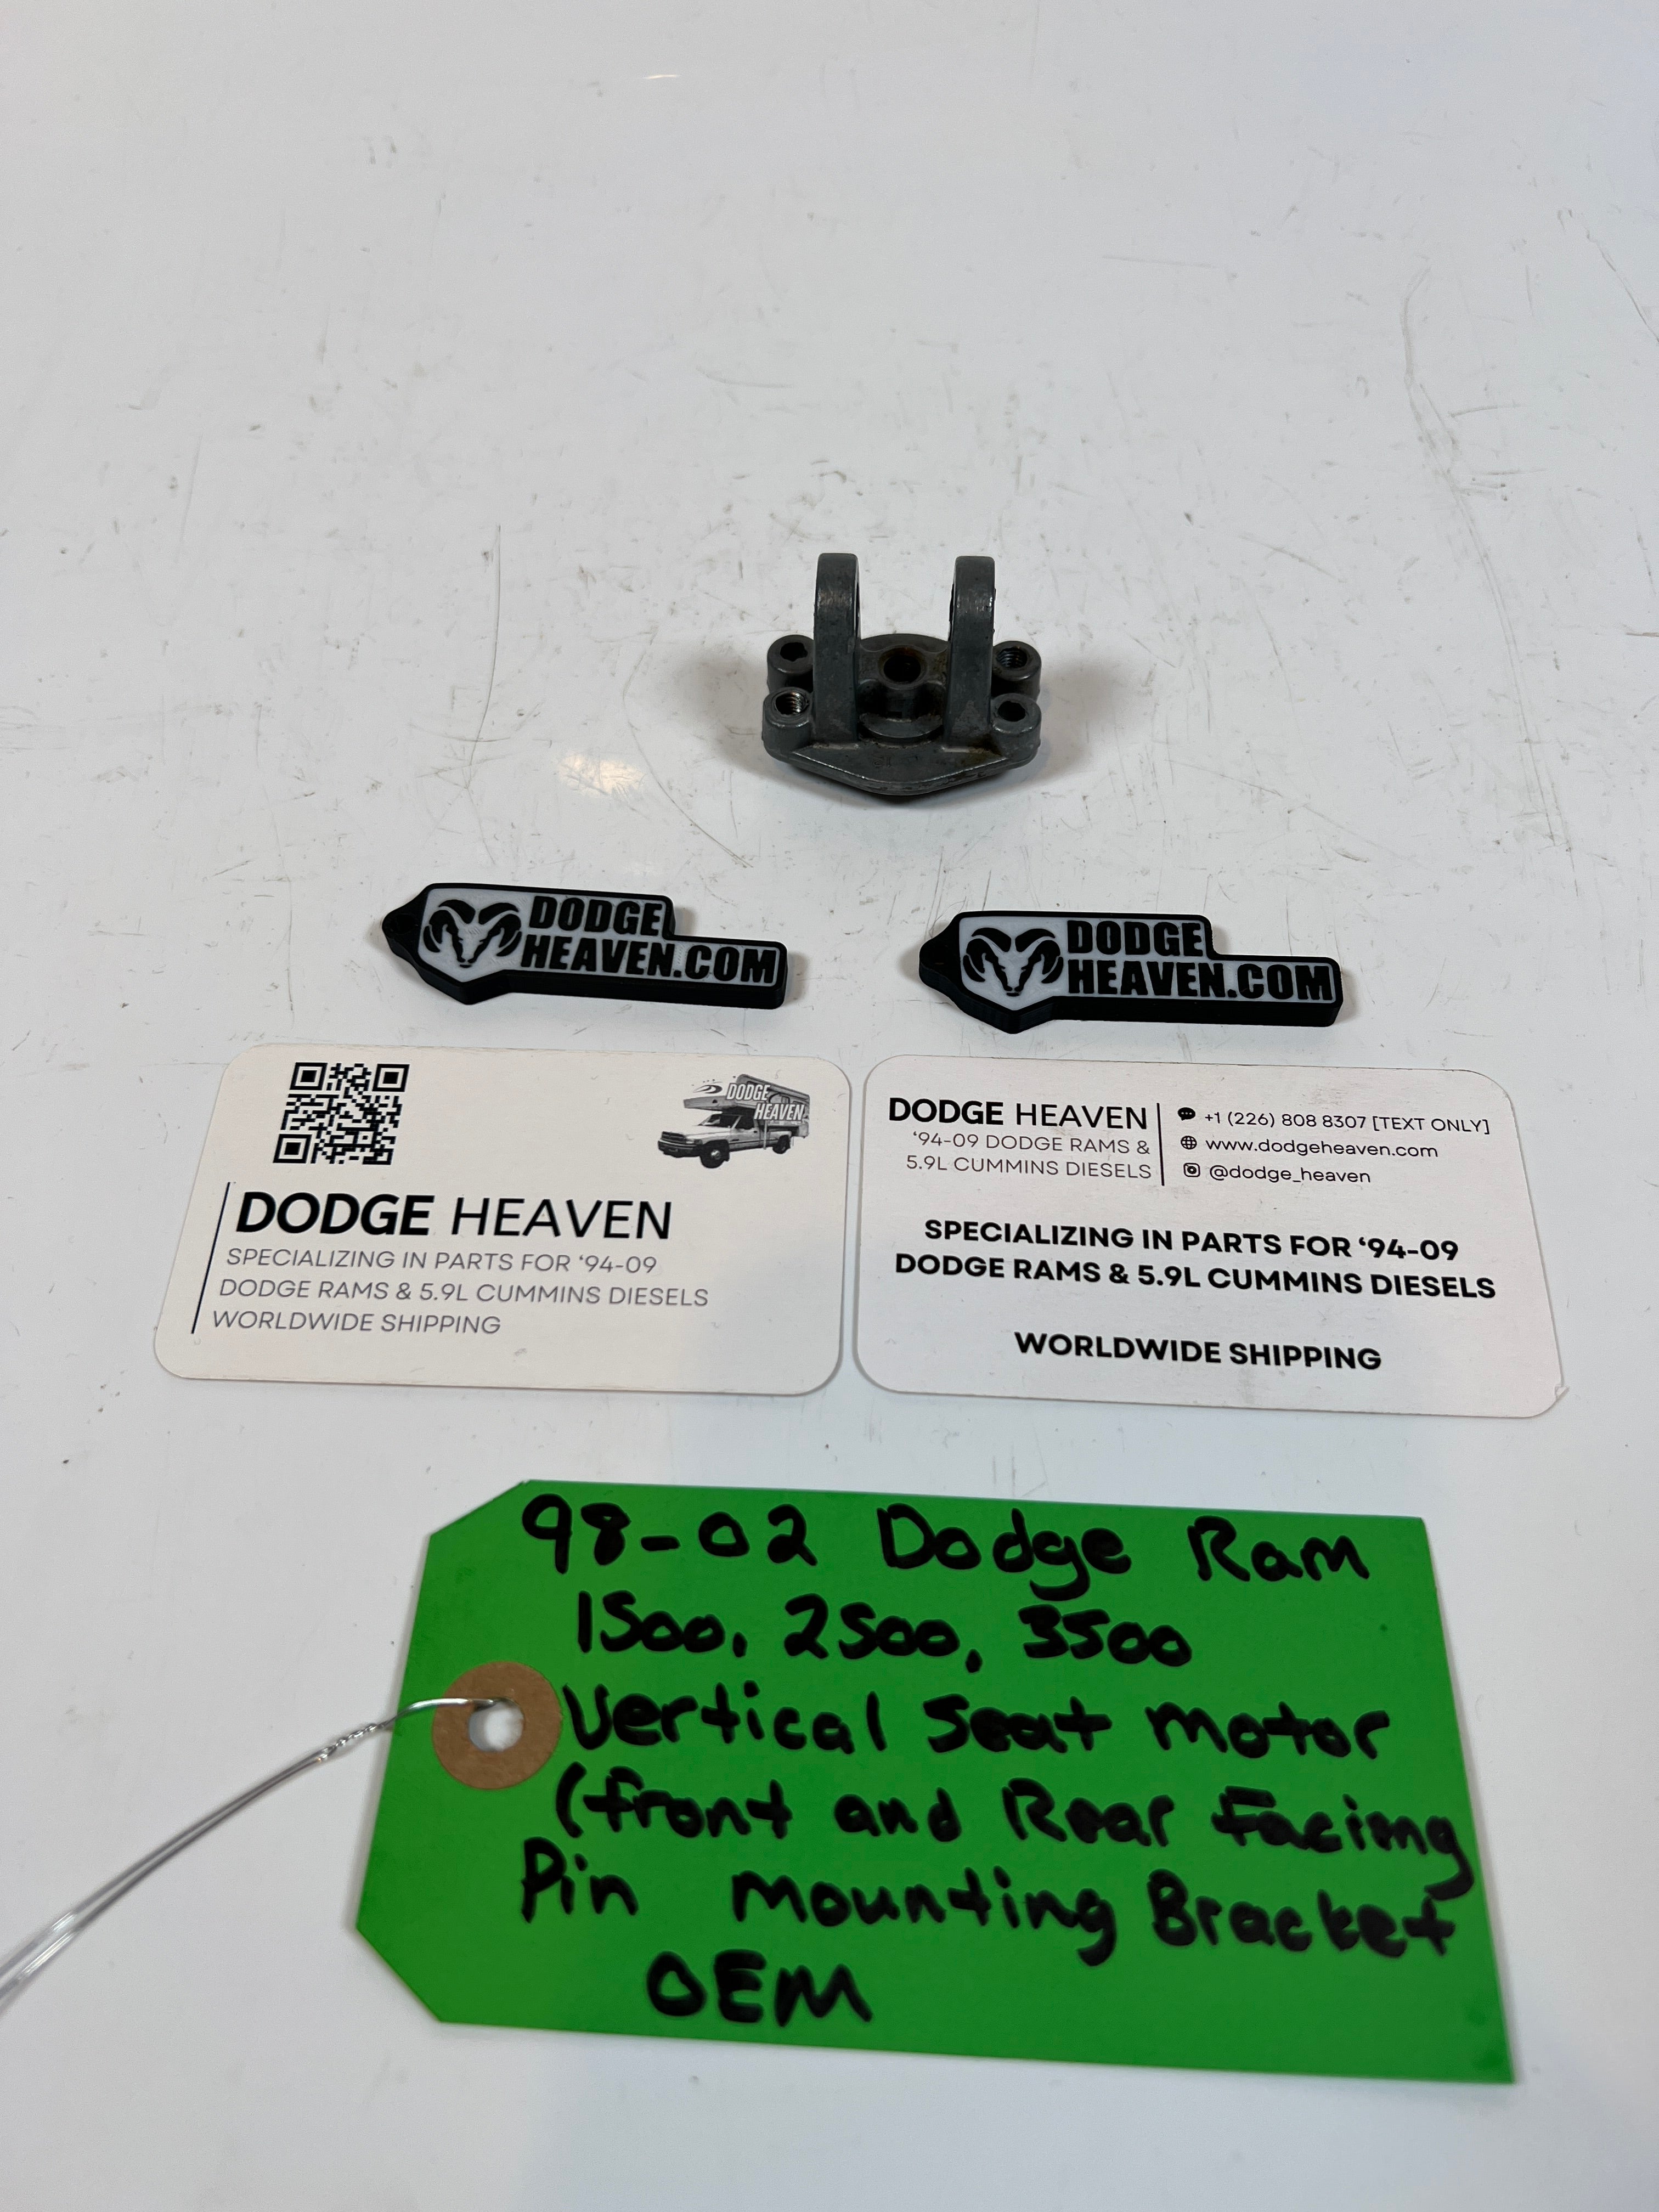 DODGE
HEAVEN.COM
DODGE
HEAVEN.COM
DODGE
HEAVEN
DODGE HEAVEN
SPECIALIZING IN PARTS FOR ‘94-09
DODGE RAMS & 5.9L CUMMINS DIESELS
WORLDWIDE SHIPPING
DODGE HEAVEN
‘94-09 DODGE RAMS &
5.9L CUMMINS DIESELS
+1 (226) 808 8307 [TEXT ONLY]
www.dodgeheaven.com
@dodge_heaven
SPECIALIZING IN PARTS FOR ‘94-09
DODGE RAMS & 5.9L CUMMINS DIESELS
WORLDWIDE SHIPPING
98-02 Dodge Ram
1500, 2500, 3500
Vertical Seat Motor
(front and Rear Facing
Pin Mounting Bracket
OEM